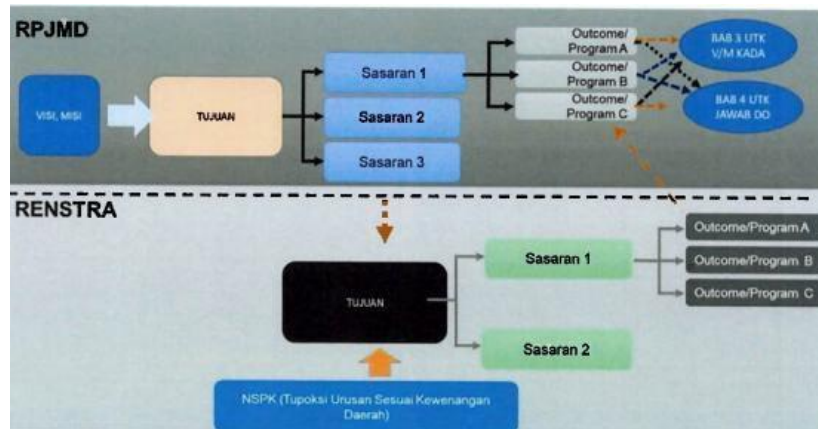 RPJMD
VISI, MISI
TUJUAN
Sasaran 1
Sasaran 2
Sasaran 3
Outcome/
Program A
Outcome/
Program B
Outcome/
Program C
BAB 3 UTK
V/M KADA
BAB 4 UTK
JAWAB DO
RENSTRA
TUJUAN
Sasaran 1
Sasaran 2
Outcome/Program A
Outcome/Program B
Outcome/Program C
NSPK (Tupoksi Urusan Sesuai Kewenangan
Daerah)